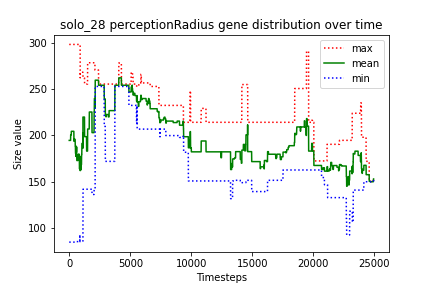 solo_28 perceptionRadius gene distribution over time
300
250
200
150
100
Size value
max
mean
min
0
5000
10000
15000
20000
25000
Timesteps